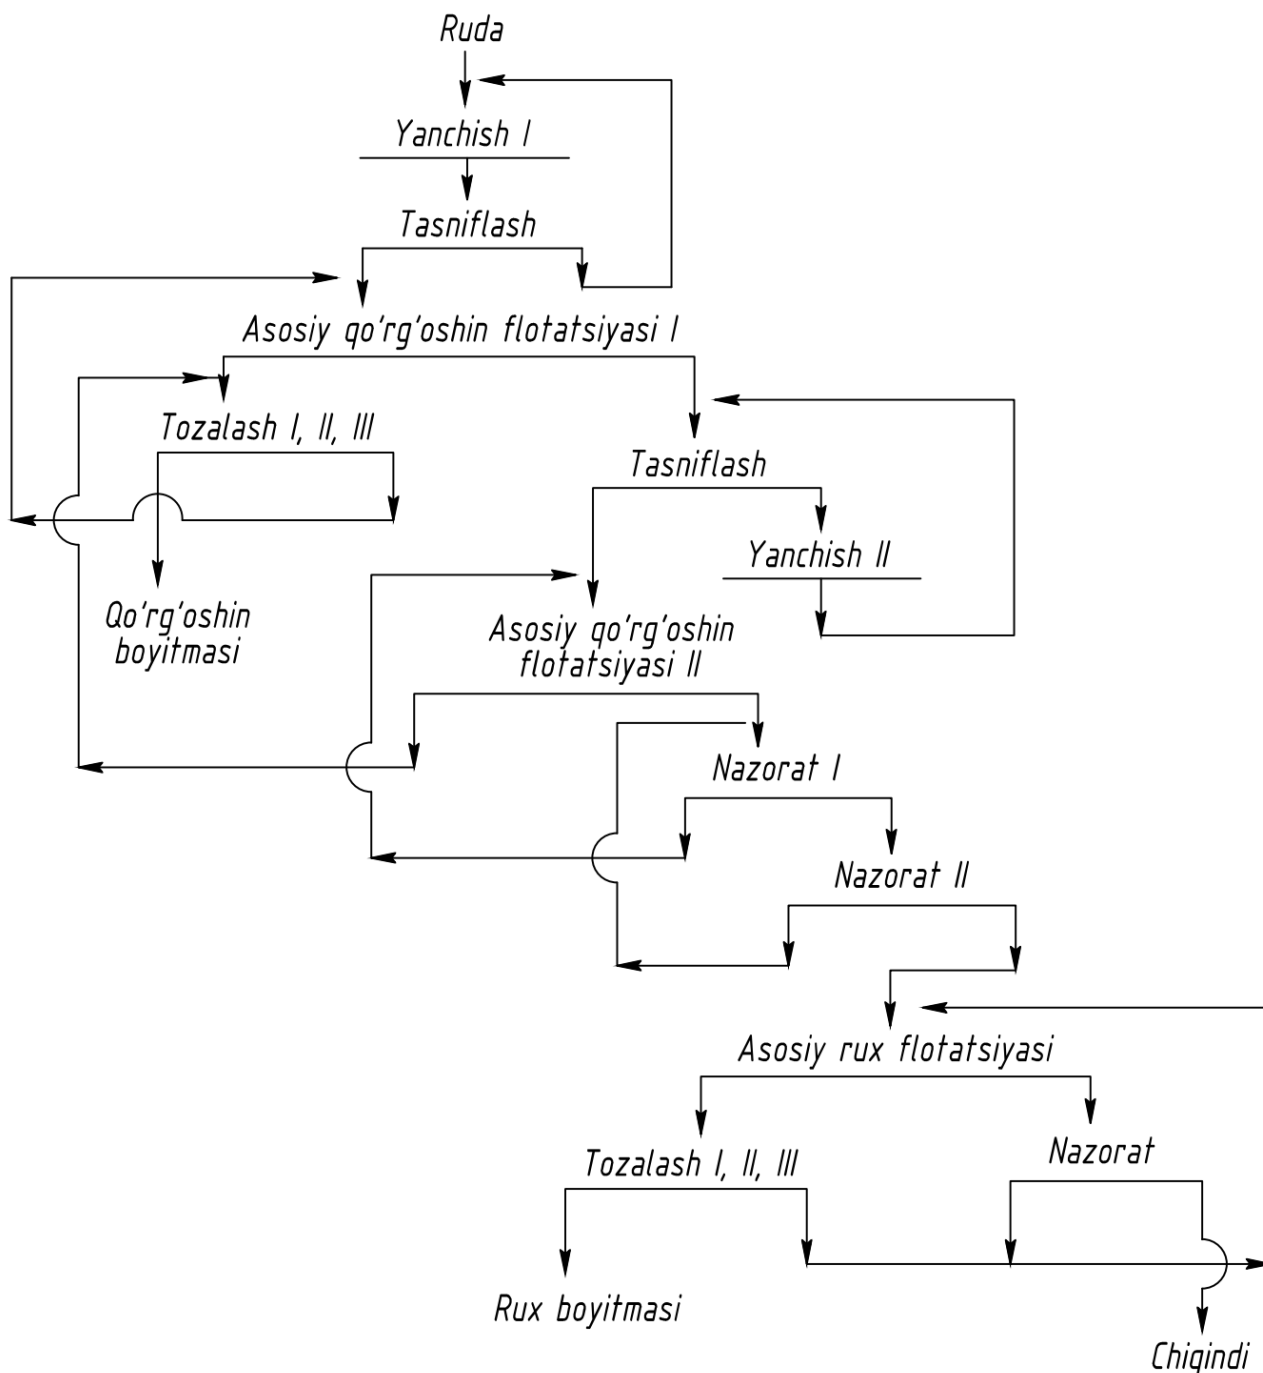 Ruda
Yanchish I
Tasniflash
Asosiy qo'rg'oshin flotatsiyasi I
Tozalash I, II, III
Tasniflash
Yanchish II
Qo'rg'oshin
boyitmasi
Asosiy qo'rg'oshin
flotatsiyasi II
Nazorat I
Nazorat II
Asosiy rux flotatsiyasi
Tozalash I, II, III
Nazorat
Rux boyitmasi
Chiqindi